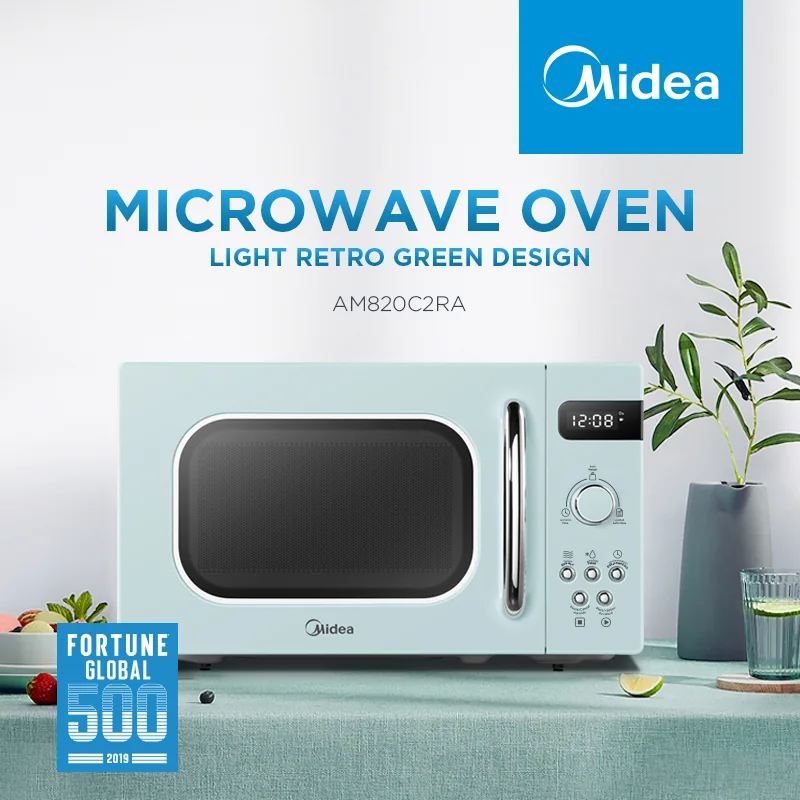 Midea
MICROWAVE OVEN
LIGHT RETRO GREEN DESIGN
AM820C2RA
12:08
Midea
FORTUNE
GLOBAL
500
2019